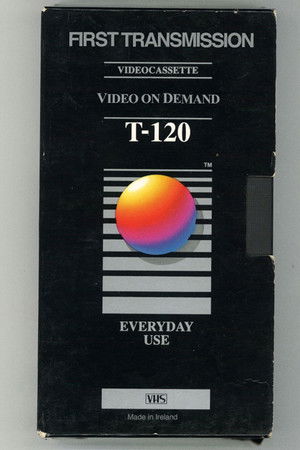 FIRST TRANSMISSION
VIDEOCASSETTE
VIDEO ON DEMAND
T-120
TM
EVERYDAY
USE
VHS
Made in Ireland